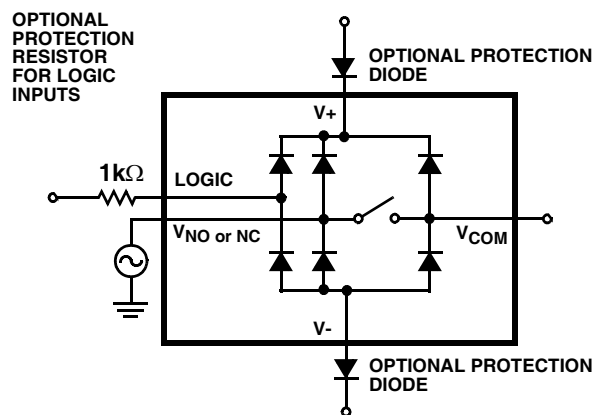 OPTIONAL
PROTECTION
RESISTOR
FOR LOGIC
INPUTS
OPTIONAL PROTECTION
DIODE
V+
1kΩ
LOGIC
VNO or NC
VCOM
V-
OPTIONAL PROTECTION
DIODE